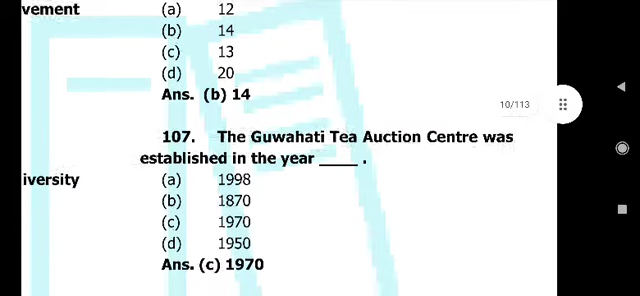 vement
(a) 12
(b) 14
(c) 13
(d) 20
Ans. (b) 14
10/113
107. The Guwahati Tea Auction Centre was
established in the year ____ .
iversity
(a) 1998
(b) 1870
(c) 1970
(d) 1950
Ans. (c) 1970